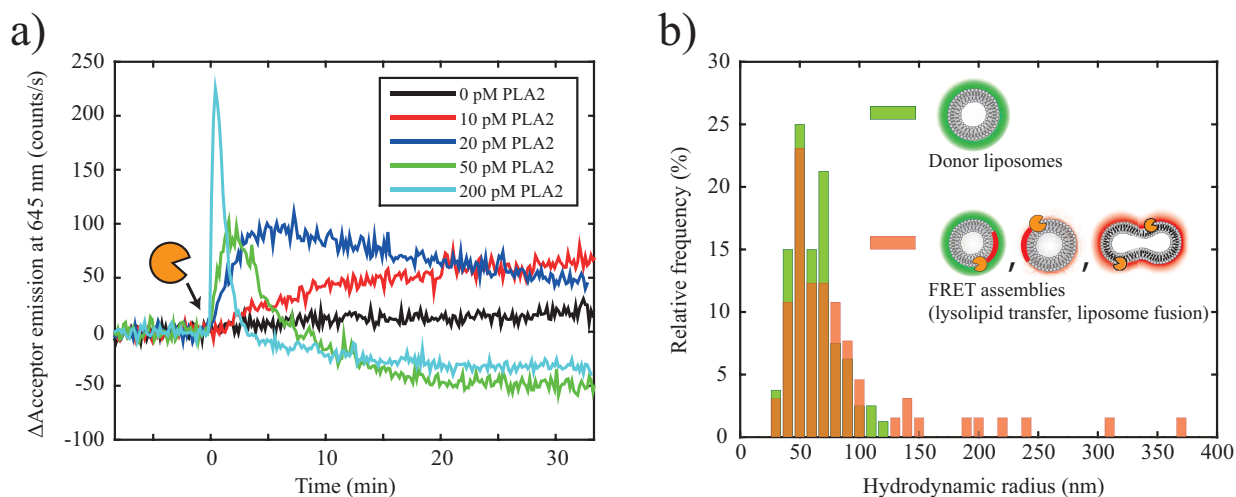 a)
ΔAcceptor emission at 645 nm (counts/s)
250
200
150
100
50
0
-50
-100
0 pM PLA2
10 pM PLA2
20 pM PLA2
50 pM PLA2
200 pM PLA2
0
10
20
30
Time (min)
b)
Relative frequency (%)
30
25
20
15
10
5
0
Donor liposomes
, ,
FRET assemblies
(lysolipid transfer, liposome fusion)
50
100
150
200
250
300
350
400
Hydrodynamic radius (nm)